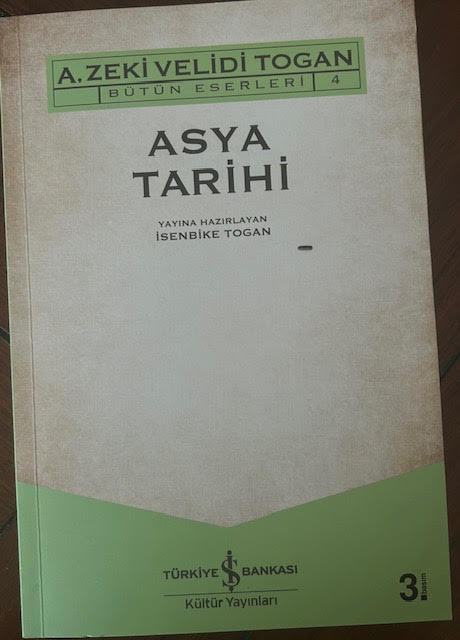 A. ZEKİ VELİDİ TOGAN
BÜTÜN ESERLERİ 4
ASYA
TARİHİ
YAYINA HAZIRLAYAN
İSENBİKE TOGAN
TÜRKİYE İŞ BANKASI
Kültür Yayınları
3. basım